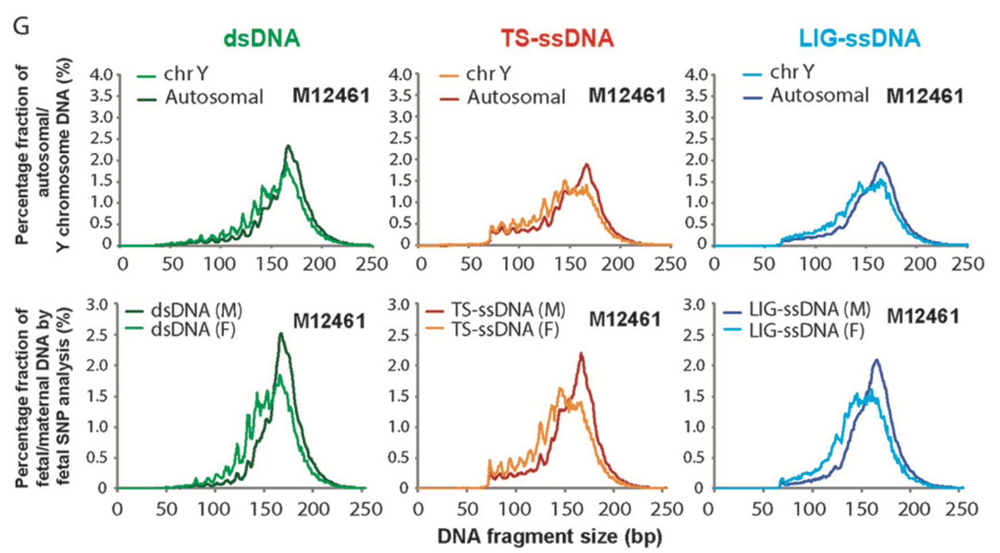 G
dsDNA
TS-ssDNA
LIG-ssDNA
Percentage fraction of
autosomal/
Y chromosome DNA (%)
4.0
3.5
3.0
2.5
2.0
1.5
1.0
0.5
0
chr Y
Autosomal
M12461
0 50 100 150 200 250
4.0
3.5
3.0
2.5
2.0
1.5
1.0
0.5
0
chr Y
Autosomal
M12461
0 50 100 150 200 250
4.0
3.5
3.0
2.5
2.0
1.5
1.0
0.5
0
chr Y
Autosomal
M12461
0 50 100 150 200 250
Percentage fraction of
fetal/maternal DNA by
fetal SNP analysis (%)
3.0
2.5
2.0
1.5
1.0
0.5
0
dsDNA (M)
dsDNA (F)
M12461
0 50 100 150 200 250
3.0
2.5
2.0
1.5
1.0
0.5
0
TS-ssDNA (M)
TS-ssDNA (F)
M12461
0 50 100 150 200 250
3.0
2.5
2.0
1.5
1.0
0.5
0
LIG-ssDNA (M)
LIG-ssDNA (F)
M12461
0 50 100 150 200 250
DNA fragment size (bp)